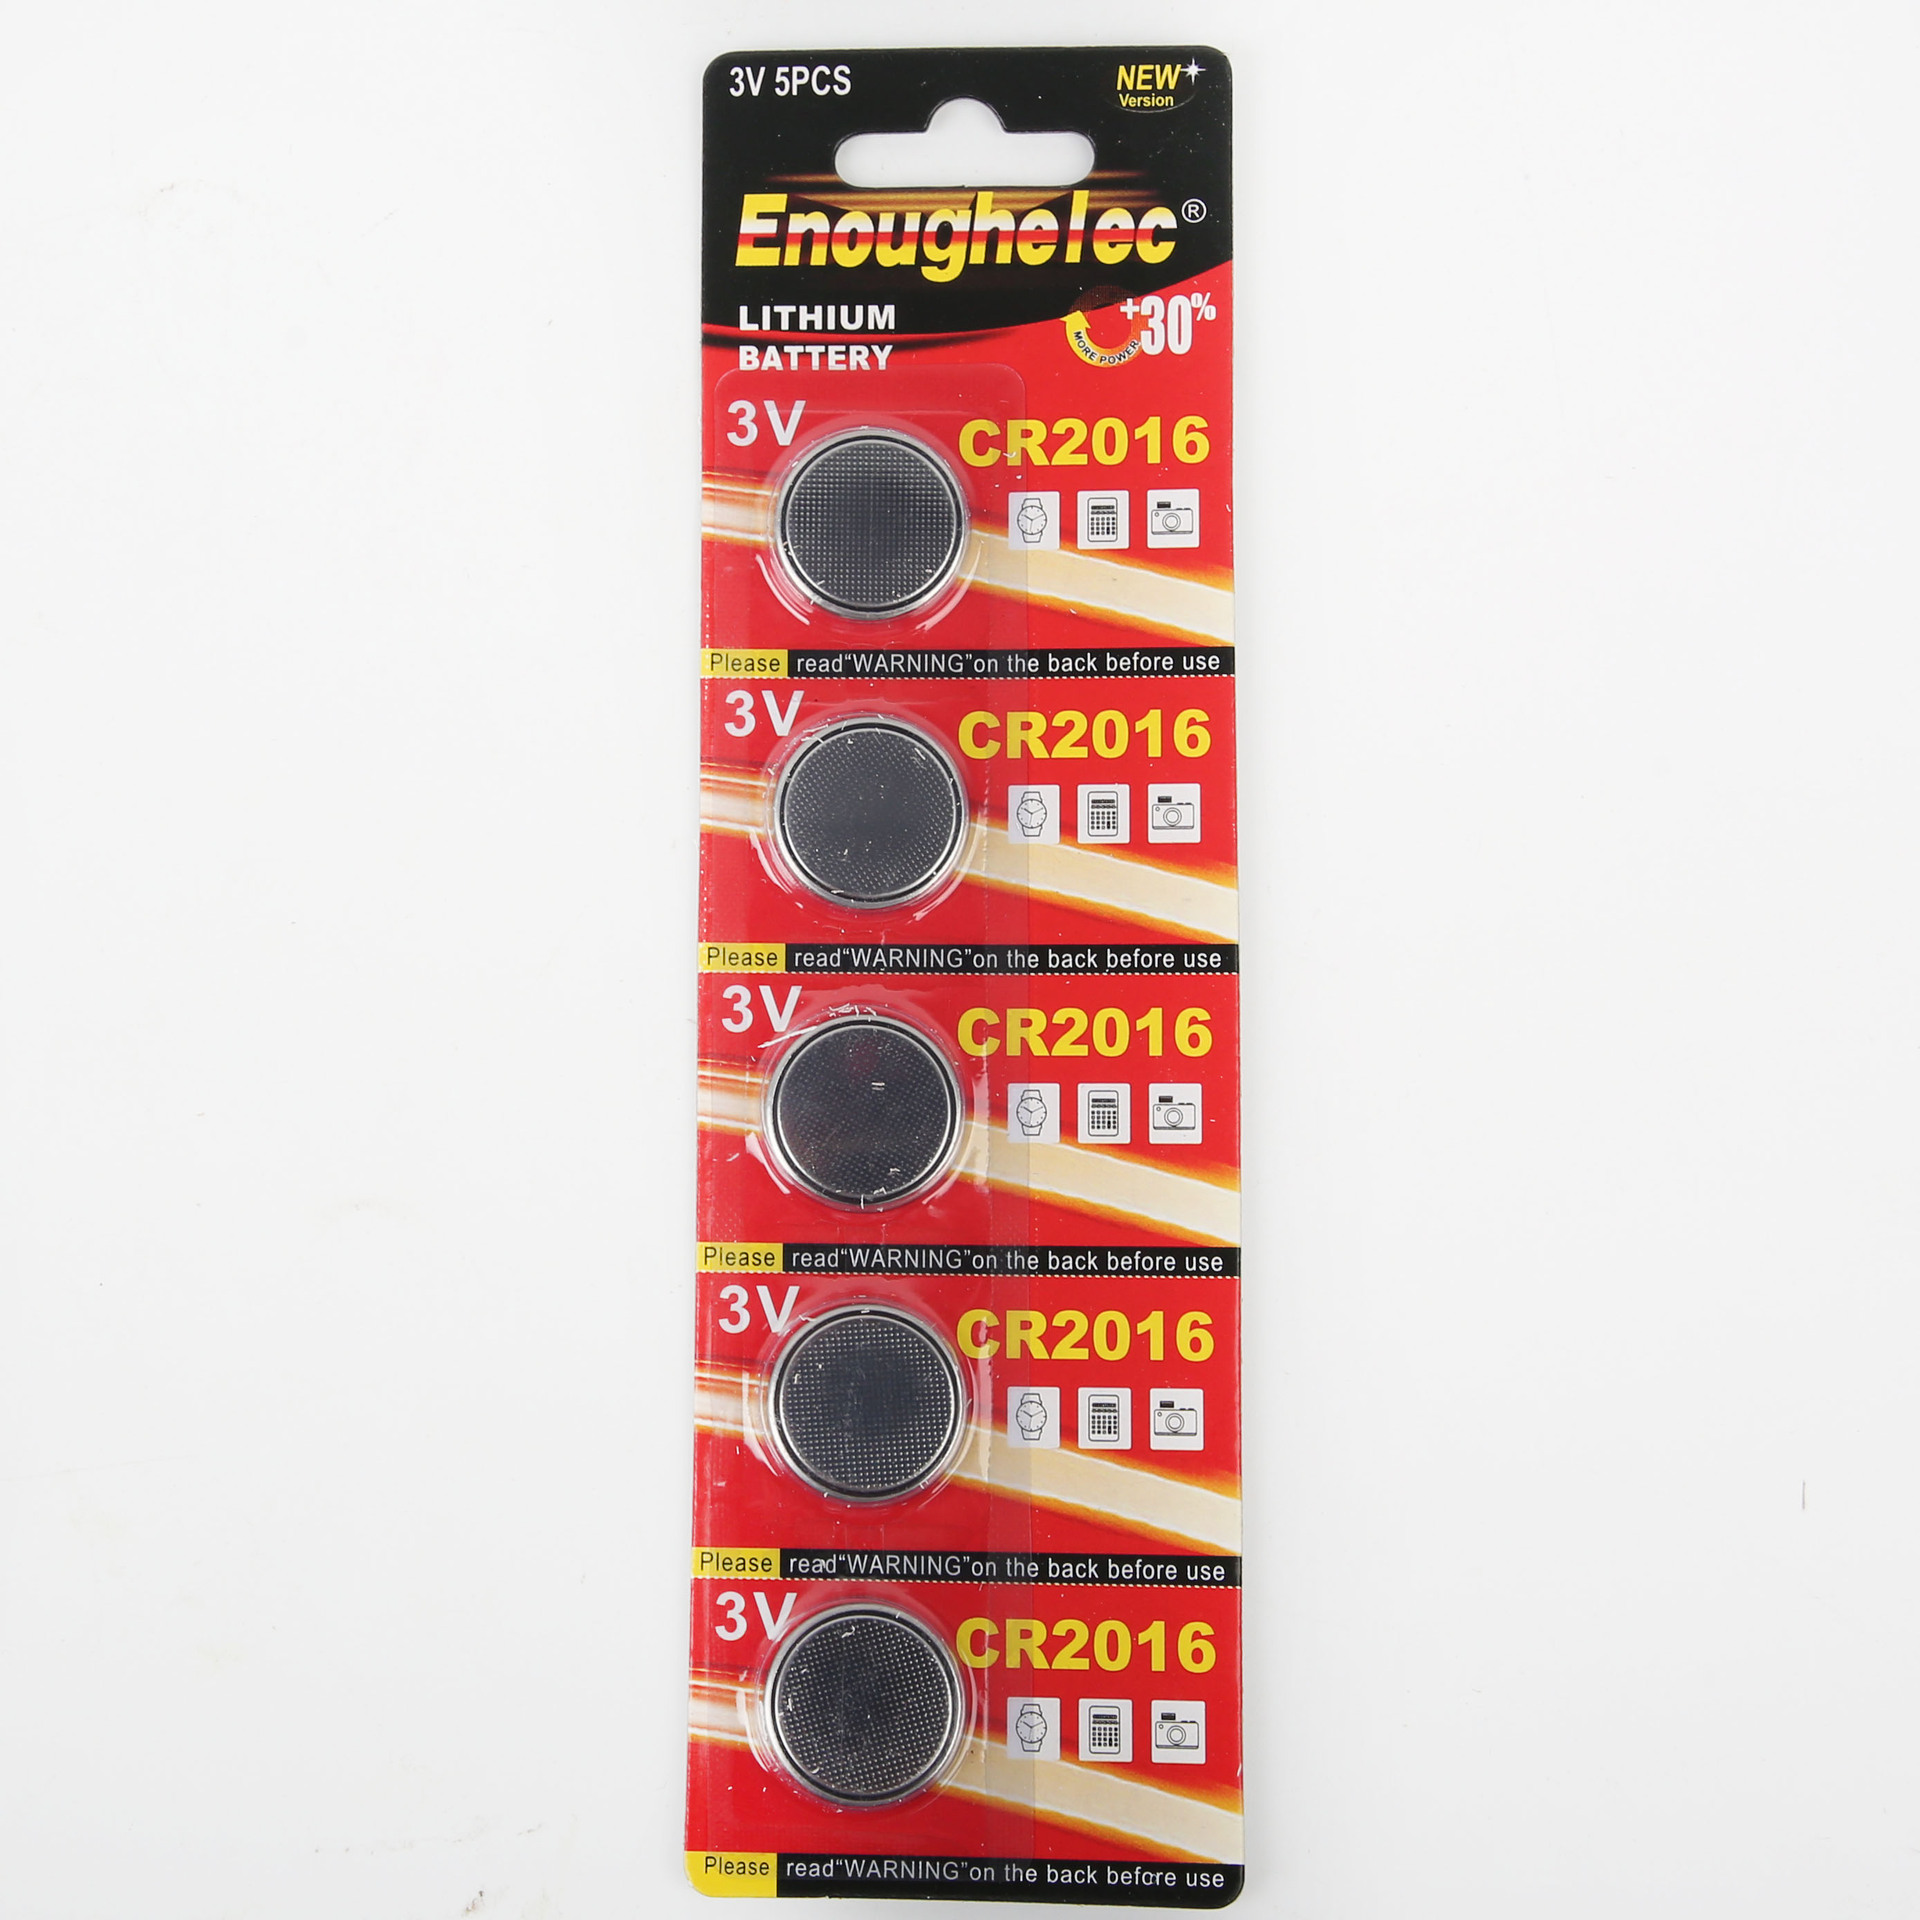 3V 5PCS
NEW
Version
Enoughelec®
LITHIUM
BATTERY
+30%
MORE POWER
3V
CR2016
Please read“WARNING”on the back before use
3V
CR2016
Please read“WARNING”on the back before use
3V
CR2016
Please read“WARNING”on the back before use
3V
CR2016
Please read“WARNING”on the back before use
3V
CR2016
Please read“WARNING”on the back before use